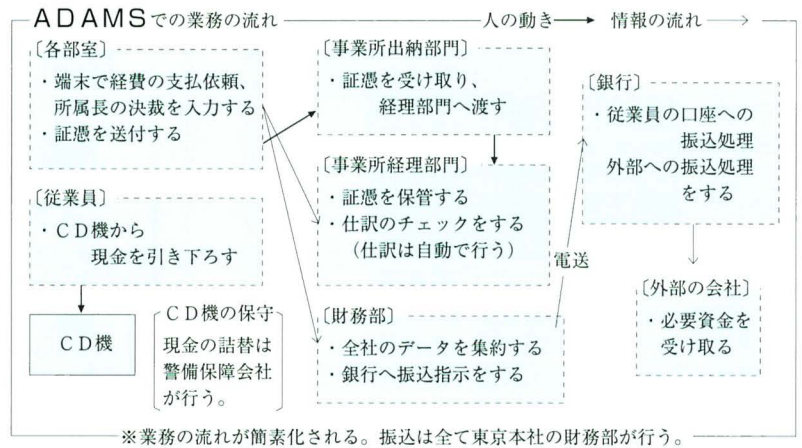 ADAMSでの業務の流れ
人の動き
情報の流れ
〔各部室〕
・端末で経費の支払依頼、
所属長の決裁を入力する
・証憑を送付する
〔従業員〕
・CD機から
現金を引き下ろす
CD機
CD機の保守
現金の詰替は
警備保障会社
が行う。
〔事業所出納部門〕
・証憑を受け取り、
経理部門へ渡す
〔事業所経理部門〕
・証憑を保管する
・仕訳のチェックをする
(仕訳は自動で行う)
〔財務部〕
・全社のデータを集約する
・銀行へ振込指示をする
電送
〔銀行〕
・従業員の口座への
振込処理
外部への振込処理
をする
〔外部の会社〕
・必要資金を
受け取る
※業務の流れが簡素化される。振込は全て東京本社の財務部が行う。